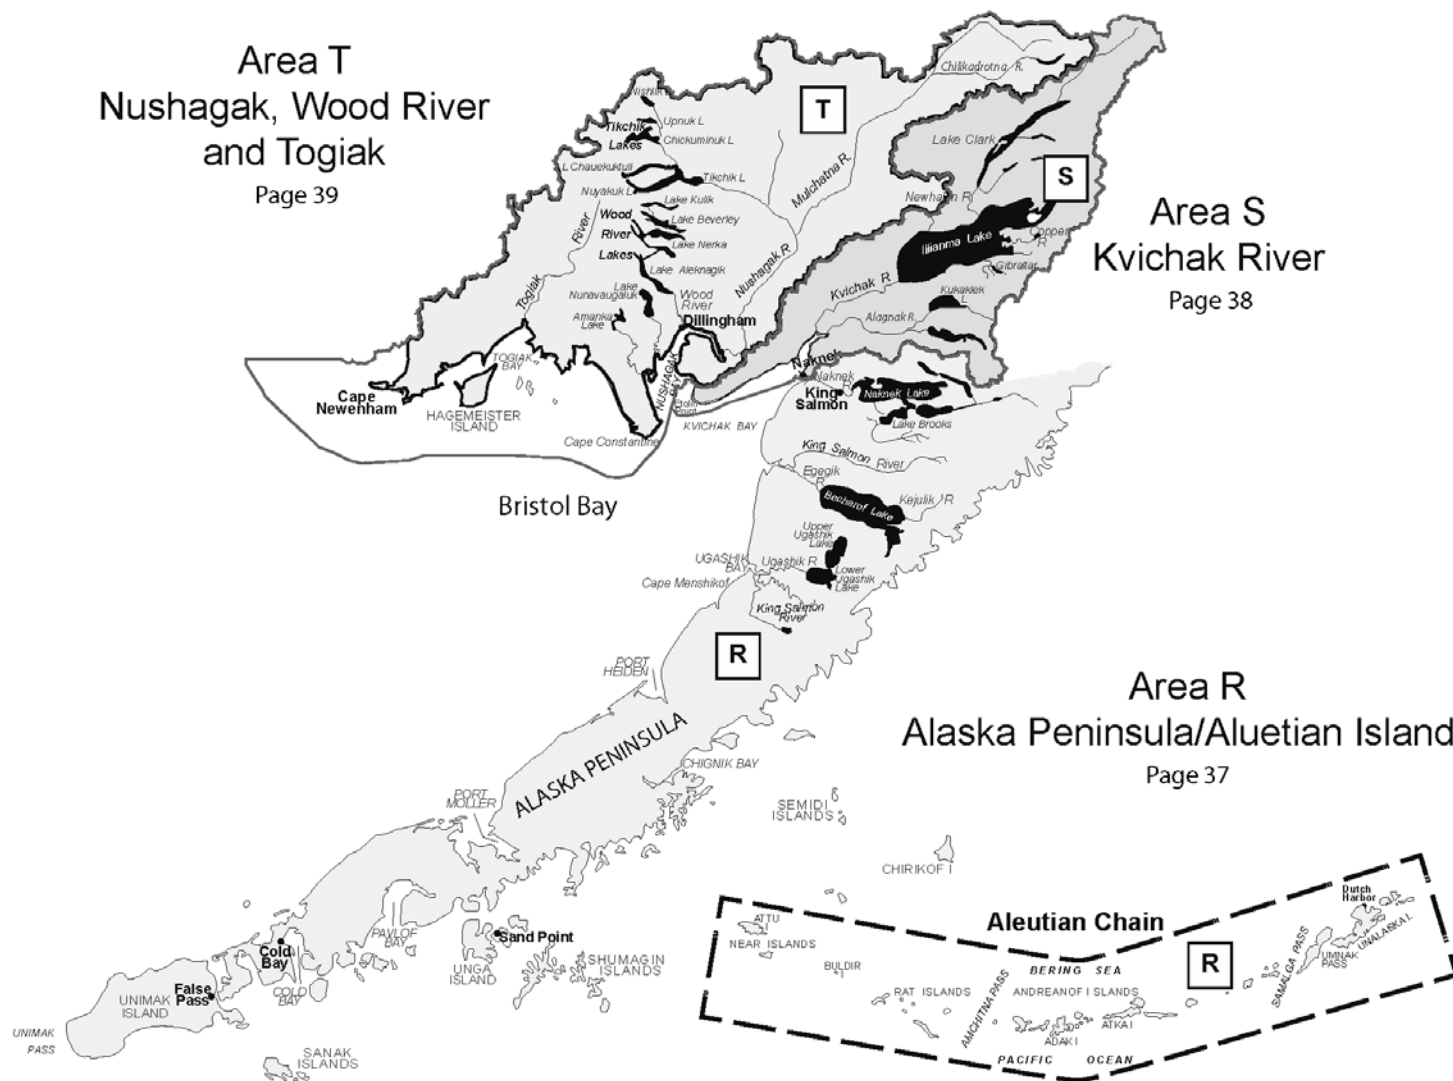 Area T
Nushagak, Wood River
and Togiak
Page 39
T
Chilikadrotna R.
Nishlik L
Upnuk L
Tikchik
Lakes
Chickuminuk L
L Chauekuktuli
Tikchik L
Nuyakuk L
Lake Kulik
Wood
River
Lakes
Lake Beverley
Lake Nerka
Lake Aleknagik
Lake
Nunavaugaluk
Wood
River
Amanka
Lake
Togiak
River
Mulchatna R.
Nushagak R
Dillingham
Lake Clark
S
Newhalen R
Iliamna Lake
Copper
R
Gibraltar
Kvichak R
Kukaklek
L
Alagnak R.
Area S
Kvichak River
Page 38
Cape
Newenham
TOGIAK
BAY
HAGEMEISTER
ISLAND
Cape Constantine
NUSHAGAK
BAY
Etolin
Point
KVICHAK BAY
Naknek
Naknek
R
King
Salmon
Naknek Lake
Lake Brooks
King Salmon River
Egegik
R
Becharof Lake
Kejulik R
Bristol Bay
Upper
Ugashik
Lake
UGASHIK
BAY
Ugashik R
Lower
Ugashik
Lake
Cape Menshikof
King Salmon
River
R
PORT
HEIDEN
Area R
Alaska Peninsula/Aluetian Island
Page 37
ALASKA PENINSULA
CHIGNIK BAY
PORT
MOLLER
SEMIDI
ISLANDS
CHIRIKOF I
PAVLOF
BAY
Sand Point
UNGA
ISLAND
SHUMAGIN
ISLANDS
Cold
Bay
COLD
BAY
False
Pass
UNIMAK
ISLAND
UNIMAK
PASS
SANAK
ISLANDS
Aleutian Chain
R
ATTU
I
NEAR ISLANDS
BULDIR
I
RAT ISLANDS
AMCHITNA PASS
BERING SEA
ANDREANOF ISLANDS
ADAK I
ATKA I
PACIFIC OCEAN
SAMALGA PASS
UMNAK
PASS
UNALASKA I.
Dutch
Harbor